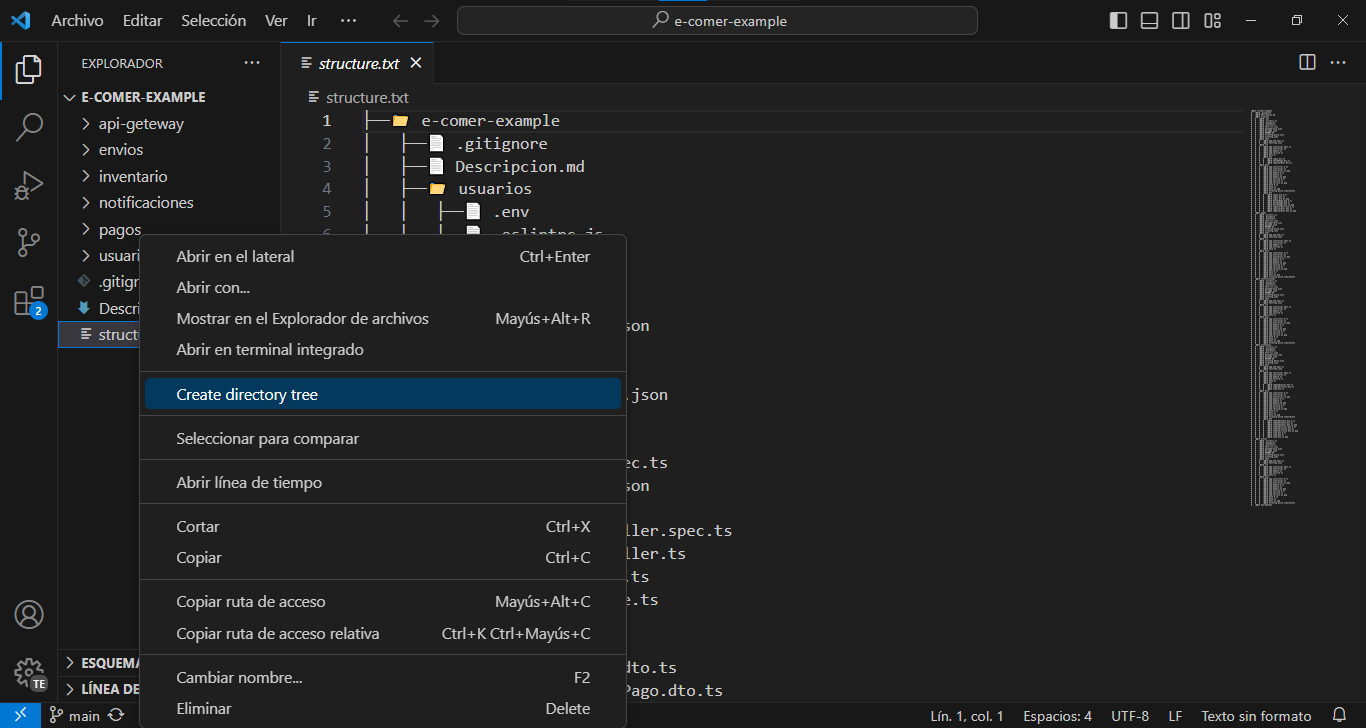 Archivo Editar Selección Ver Ir ···
e-comer-example
EXPLORADOR ···
E-COMER-EXAMPLE
api-geteway
envios
inventario
notificaciones
pagos
usuari
.gitigr
Descri
struct
ESQUEMA
LÍNEA DE
structure.txt
structure.txt
1 e-comer-example
2 .gitignore
3 Descripcion.md
4 usuarios
5 .env
6 .eslintrc.js
son
.json
ec.ts
son
ller.spec.ts
ller.ts
.ts
e.ts
dto.ts
Pago.dto.ts
Abrir en el lateral Ctrl+Enter
Abrir con...
Mostrar en el Explorador de archivos Mayús+Alt+R
Abrir en terminal integrado
Create directory tree
Seleccionar para comparar
Abrir línea de tiempo
Cortar Ctrl+X
Copiar Ctrl+C
Copiar ruta de acceso Mayús+Alt+C
Copiar ruta de acceso relativa Ctrl+K Ctrl+Mayús+C
Cambiar nombre... F2
Eliminar Delete
2
TE
main
Lín. 1, col. 1 Espacios: 4 UTF-8 LF Texto sin formato